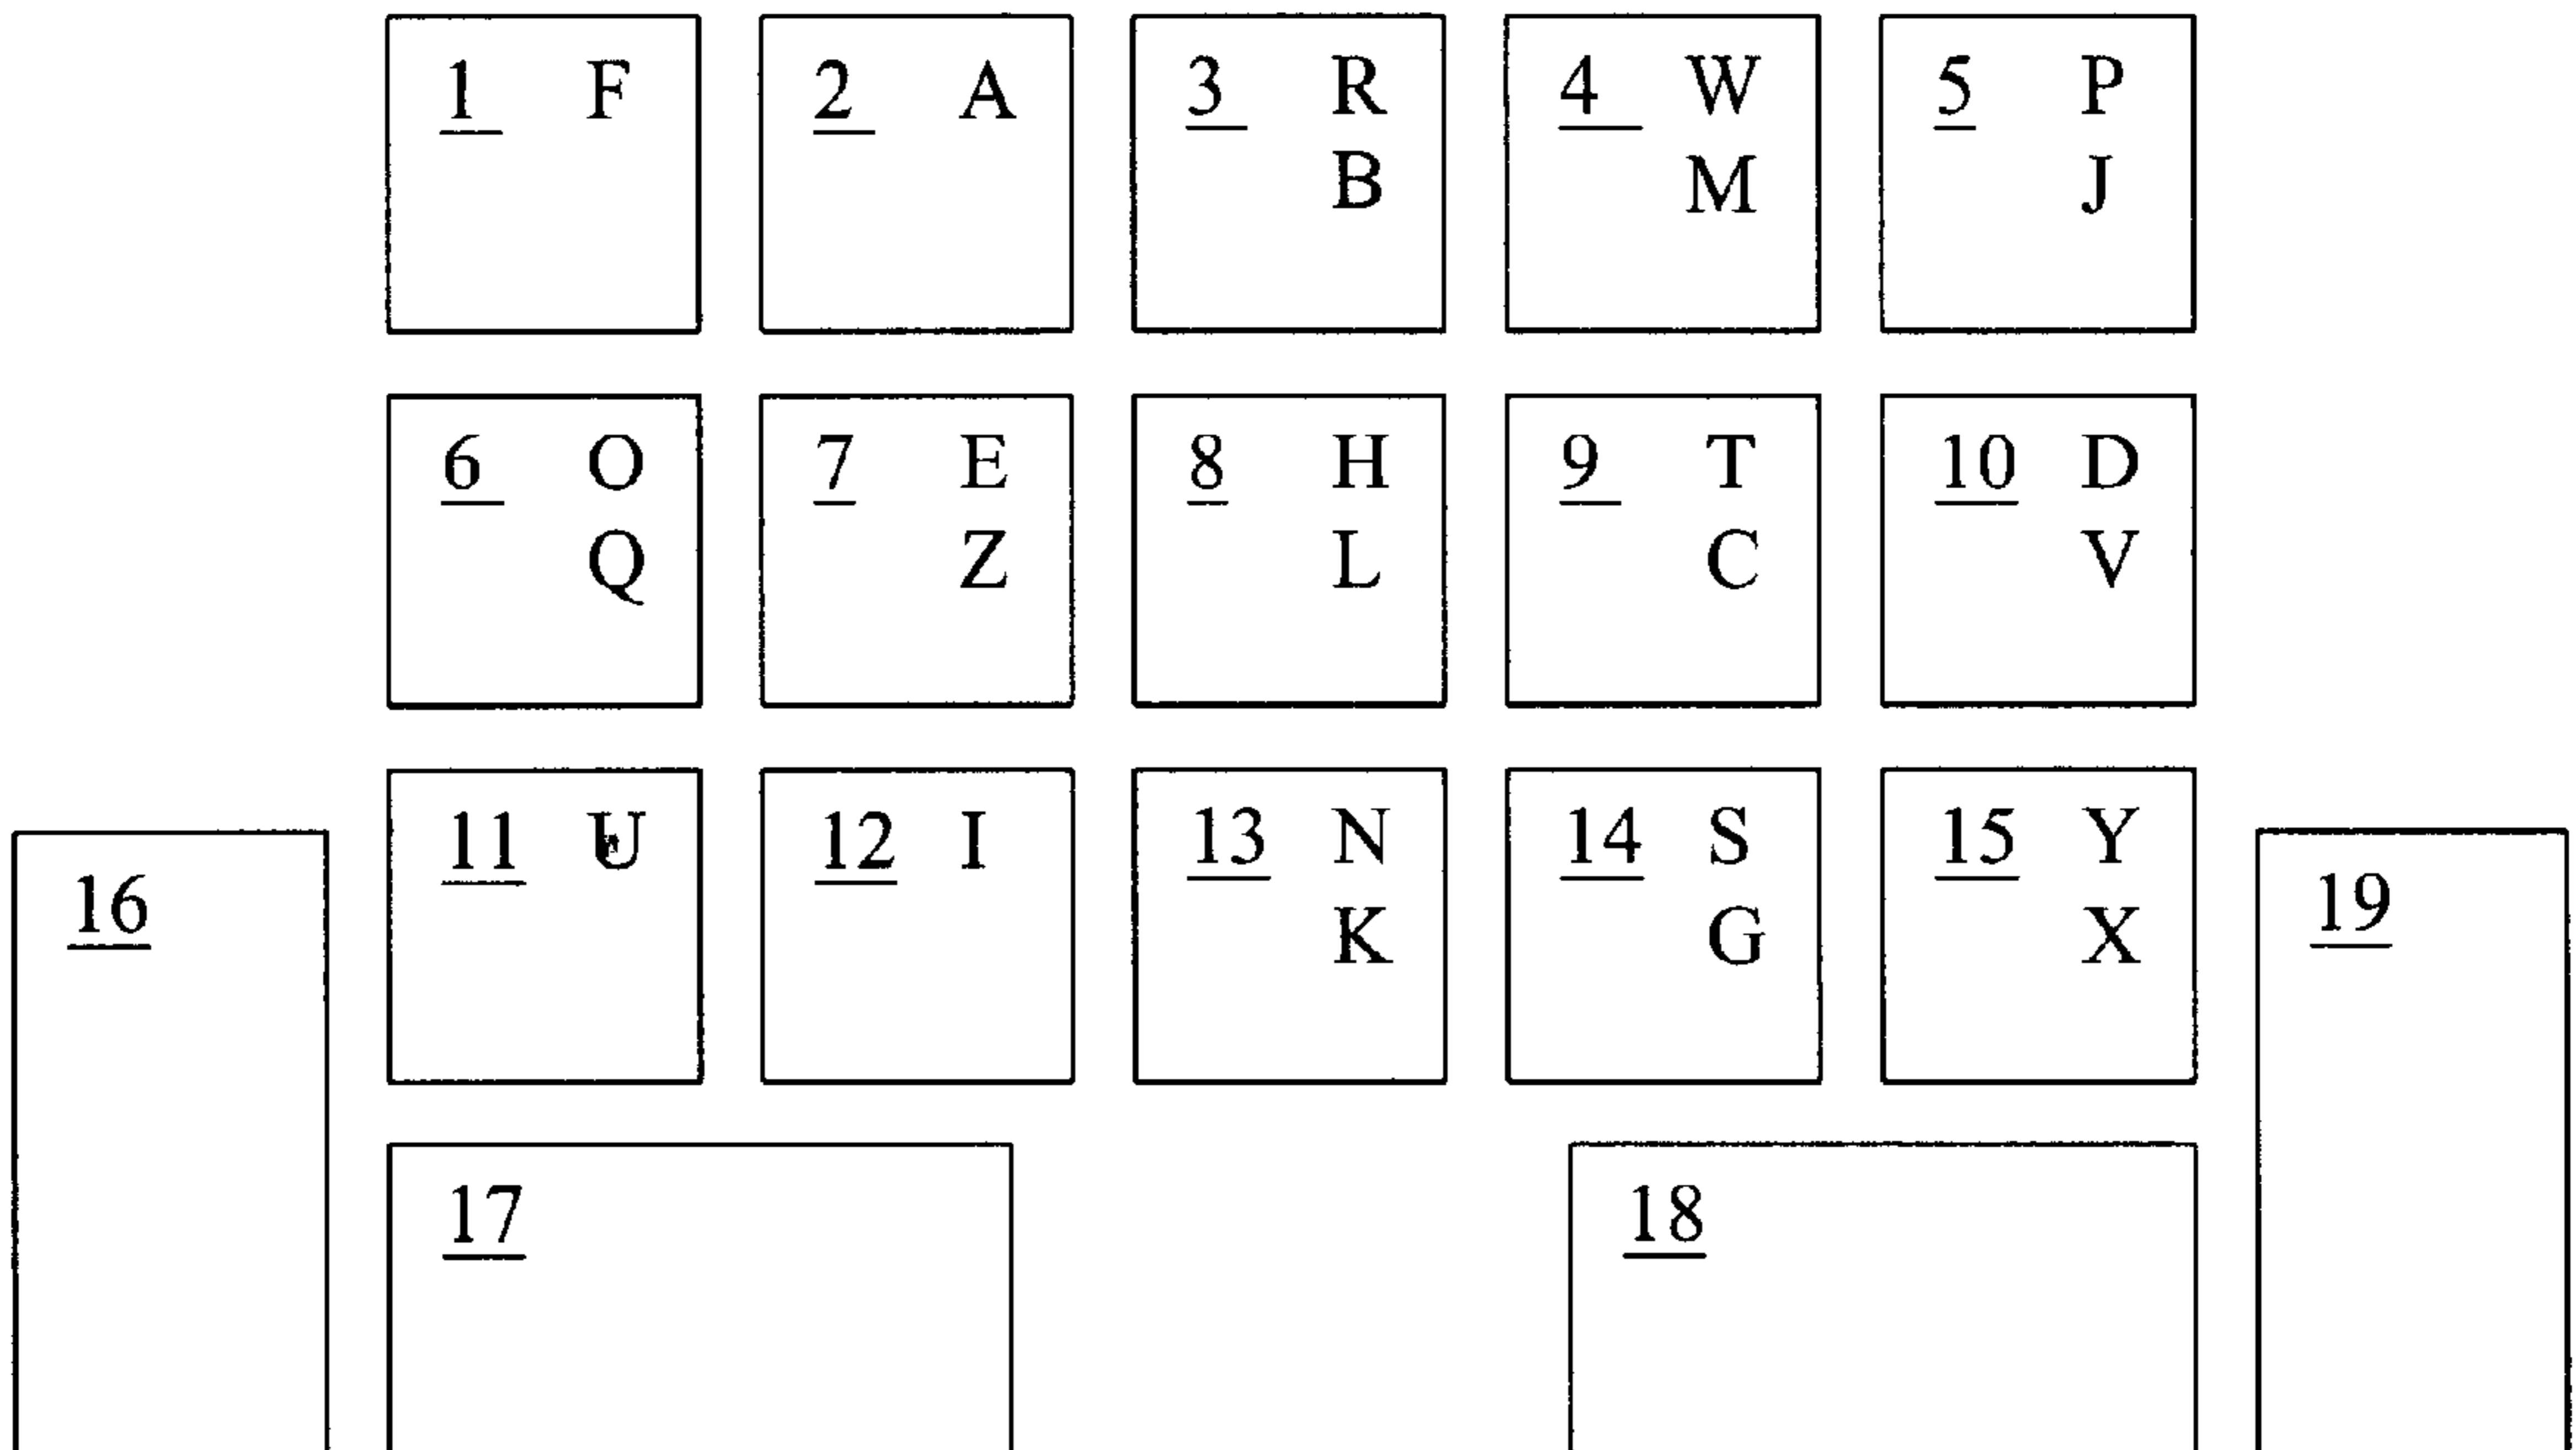 1 F 2 A 3 R 4 W 5 P
B M J
6 O 7 E 8 H 9 T 10 D
Q Z L C V
11 U 12 I 13 N 14 S 15 Y
16 19
K G X
17 18